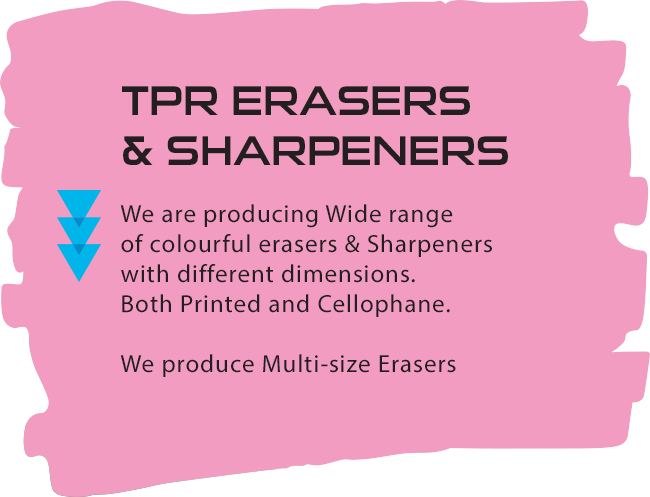 TPR ERASERS
& SHARPENERS
We are producing Wide range
of colourful erasers & Sharpeners
with different dimensions.
Both Printed and Cellophane.
We produce Multi-size Erasers